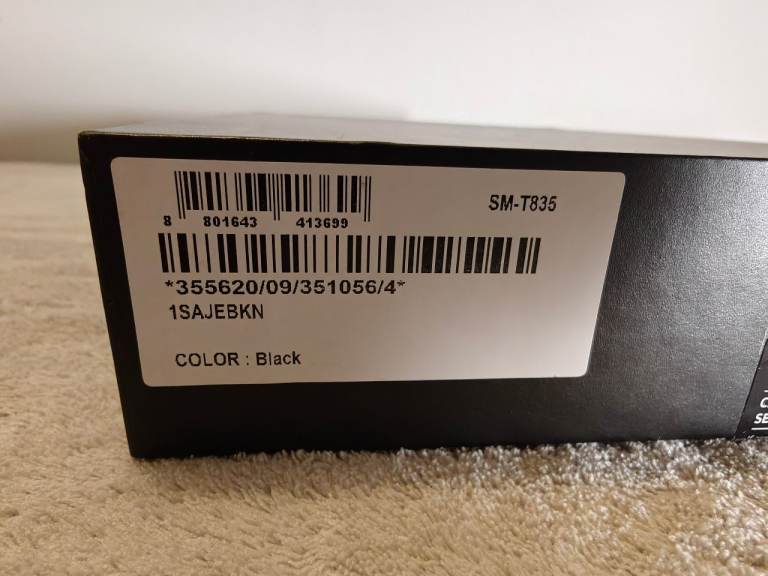 SM-T835
8 801643 413699
*355620/09/351056/4*
1SAJEBKN
COLOR : Black